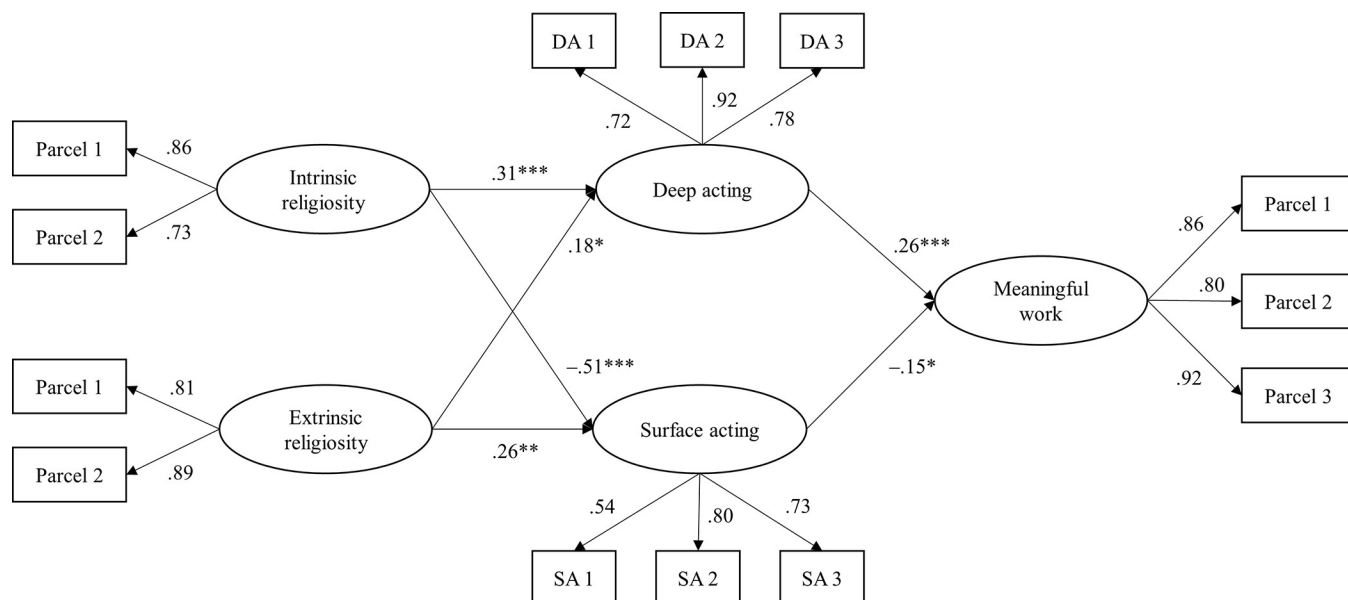 DA 1
DA 2
DA 3
.72
.92
.78
Parcel 1
Parcel 2
.86
.73
Intrinsic
religiosity
.31***
.18*
Deep acting
.26***
Meaningful
work
.86
.80
.92
Parcel 1
Parcel 2
Parcel 3
Parcel 1
Parcel 2
.81
.89
Extrinsic
religiosity
–.51***
.26**
Surface acting
–.15*
.54
.80
.73
SA 1
SA 2
SA 3